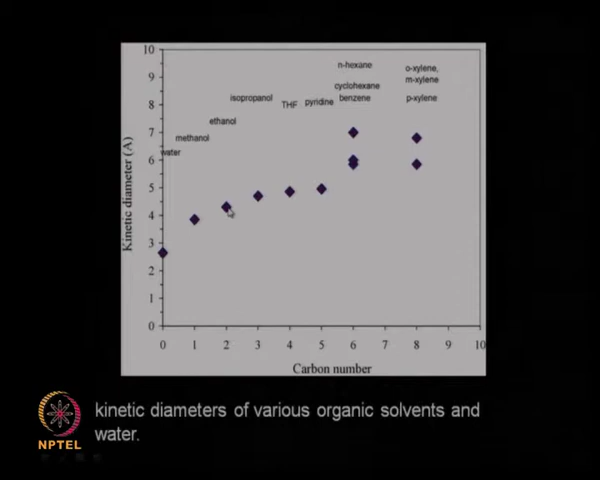 10
9
8
7
6
5
4
3
2
1
0
Kinetic diameter (A)
n-hexane
o-xylene,
m-xylene
cyclohexane
isopropanol
THF
pyridine
benzene
p-xylene
ethanol
methanol
water
0 1 2 3 4 5 6 7 8 9 10
Carbon number
kinetic diameters of various organic solvents and
water.
NPTEL